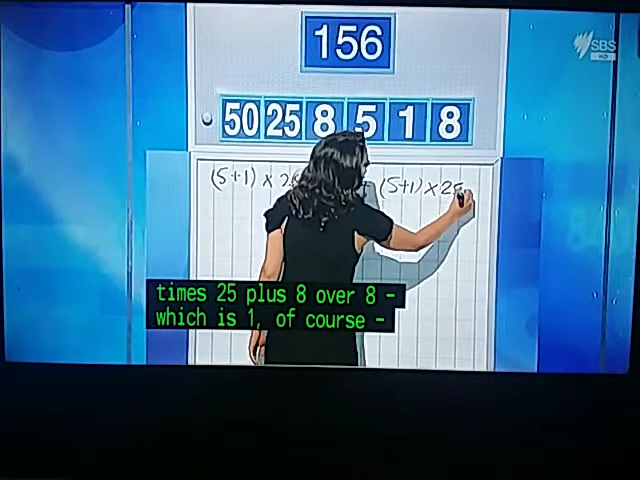 156
SBS
HD
50 25 8 5 1 8
(5+1) x (5+1) x 25
times 25 plus 8 over 8 -
which is 1, of course -